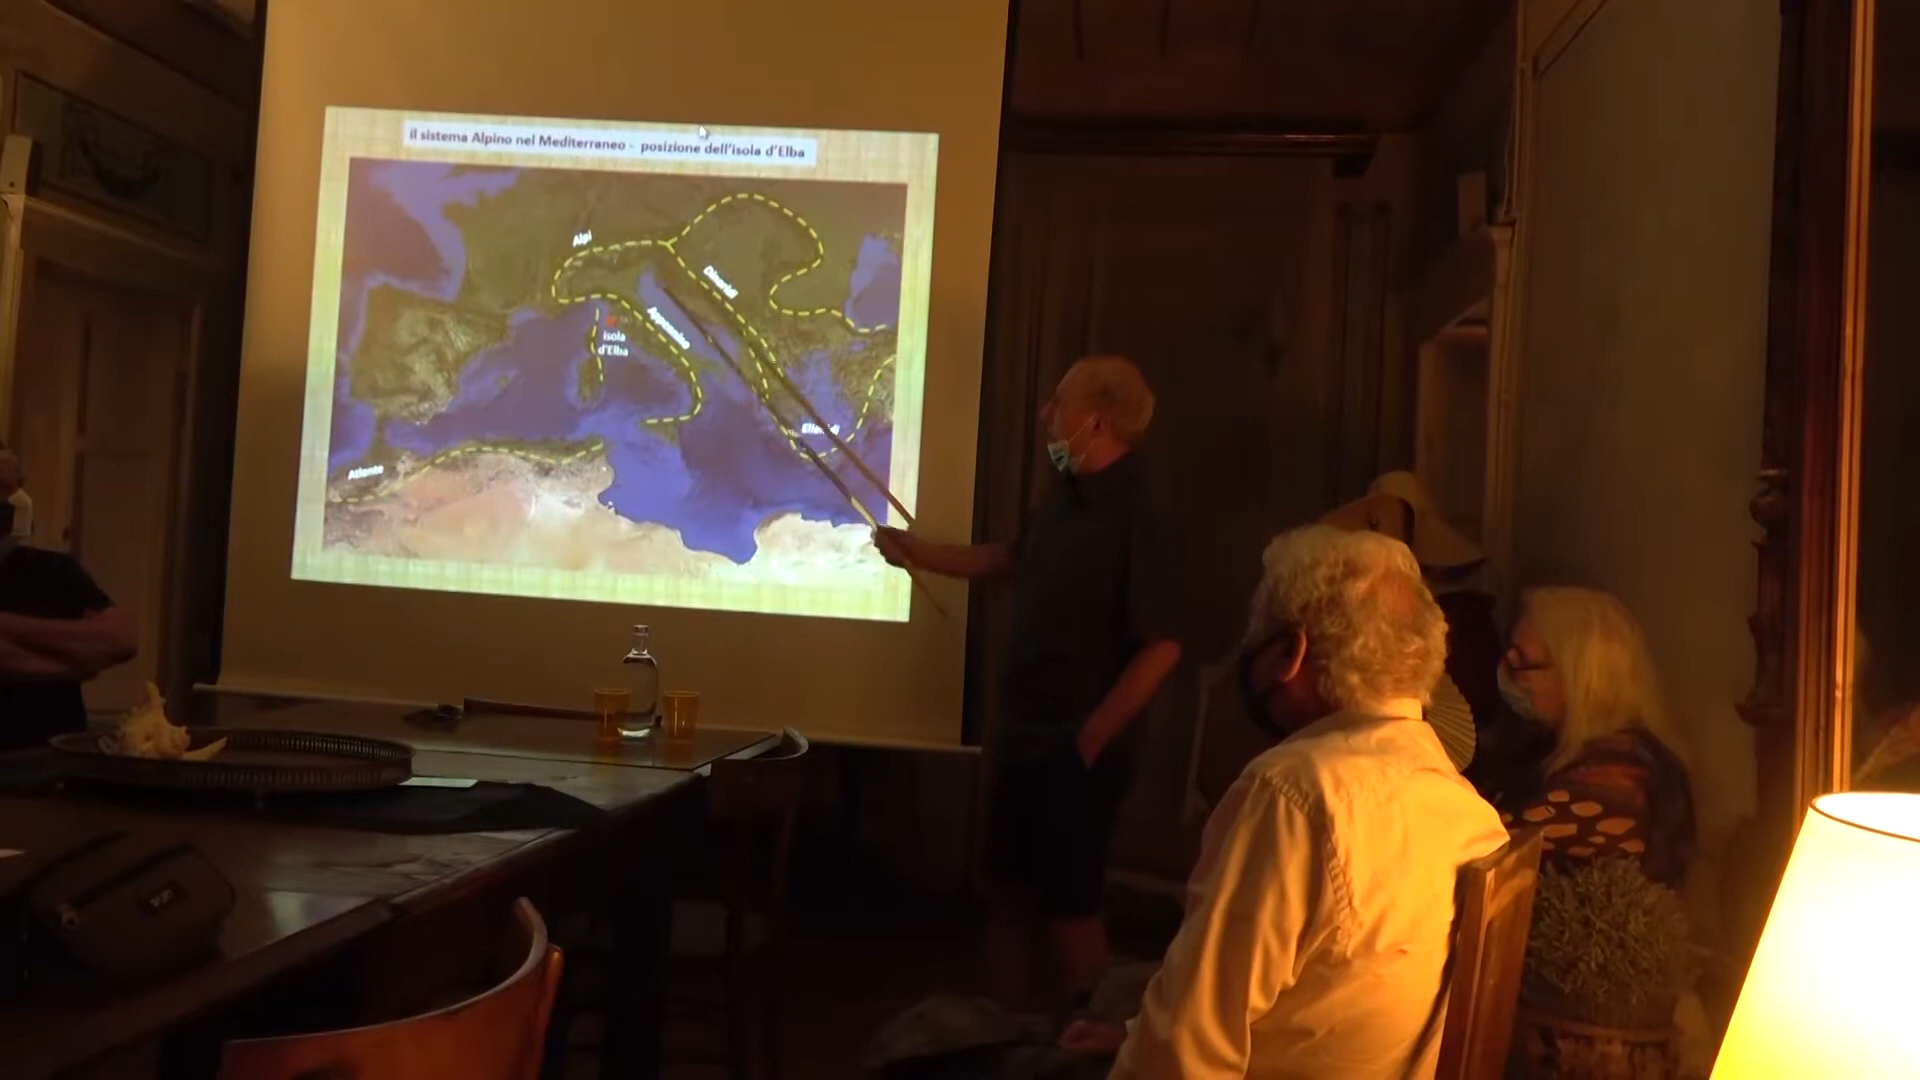 il sistema Alpino nel Mediterraneo - posizione dell'isola d'Elba
Alpi
Dinaridi
Appennino
isola
d'Elba
Ellenidi
Atlante